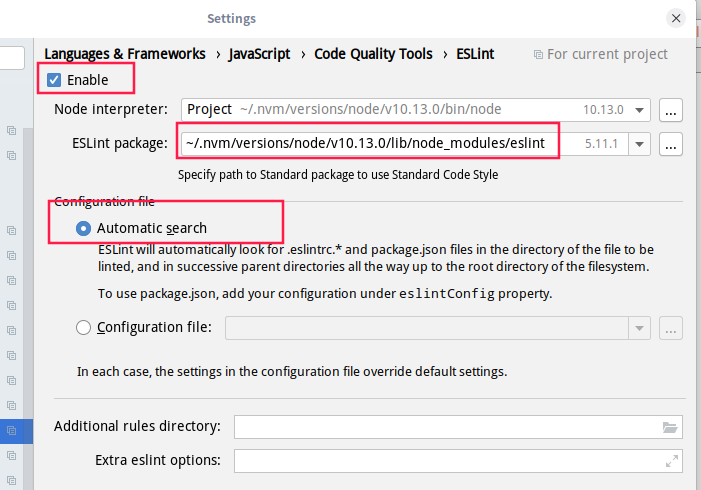 Settings
Languages & Frameworks › JavaScript › Code Quality Tools › ESLint For current project
Enable
Node interpreter: Project ~/.nvm/versions/node/v10.13.0/bin/node 10.13.0 ...
ESLint package: ~/.nvm/versions/node/v10.13.0/lib/node_modules/eslint 5.11.1 ...
Specify path to Standard package to use Standard Code Style
Configuration file
Automatic search
ESLint will automatically look for .eslintrc.* and package.json files in the directory of the file to be
linted, and in successive parent directories all the way up to the root directory of the filesystem.
To use package.json, add your configuration under eslintConfig property.
Configuration file: ...
In each case, the settings in the configuration file override default settings.
Additional rules directory:
Extra eslint options: